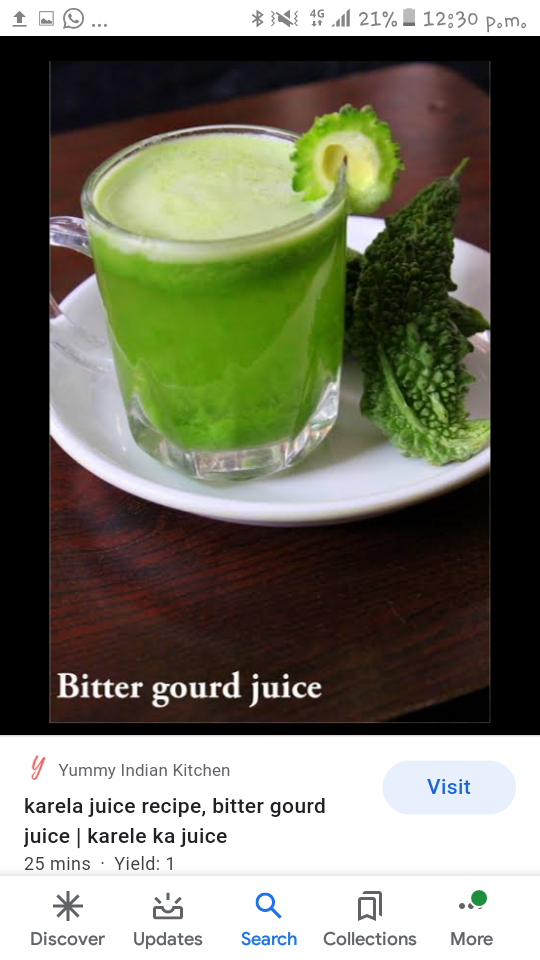 ... 4G 21% 12:30 p.m.
Bitter gourd juice
y Yummy Indian Kitchen
karela juice recipe, bitter gourd
juice | karele ka juice
Visit
25 mins · Yield: 1
Discover Updates Search Collections More